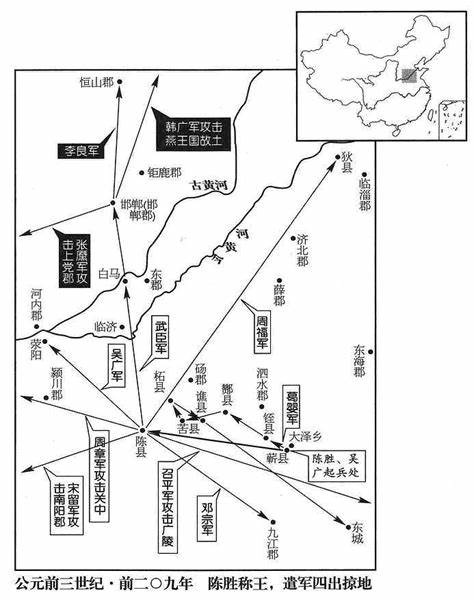 恒山郡
韩广军攻击
燕王国故土
李良军
钜鹿郡
古黄河
狄县
临淄郡
邯郸(邯
郸郡)
张黡军攻
击上党
郡
济北郡
白马
东郡
黄河
薛郡
河内郡
临济
武臣军
周福军
荥阳
吴广军
东海郡
颍川郡
柘县
砀郡
谯县
酂县
泗水郡
葛婴军
苦县
铚县
大泽乡
陈县
蕲县
陈胜、吴
广起兵处
周章军攻击关中
宋留军攻
击南阳郡
召平军攻击广陵
邓宗军
九江郡
东城
公元前三世纪·前二〇九年 陈胜称王，遣军四出掠地